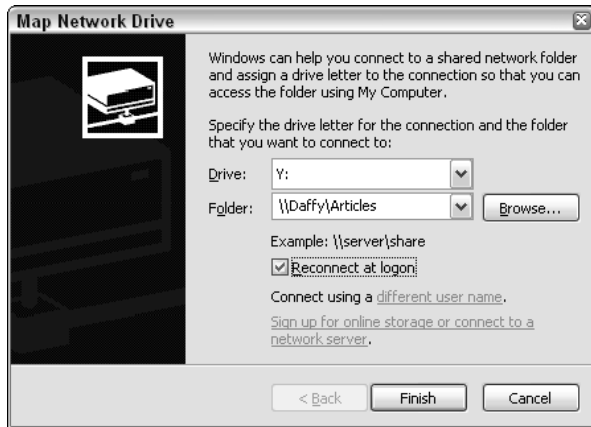 Map Network Drive
Windows can help you connect to a shared network folder
and assign a drive letter to the connection so that you can
access the folder using My Computer.
Specify the drive letter for the connection and the folder
that you want to connect to:
Drive: Y:
Folder: \\Daffy\Articles Browse...
Example: \\server\share
Reconnect at logon
Connect using a different user name.
Sign up for online storage or connect to a
network server.
< Back Finish Cancel